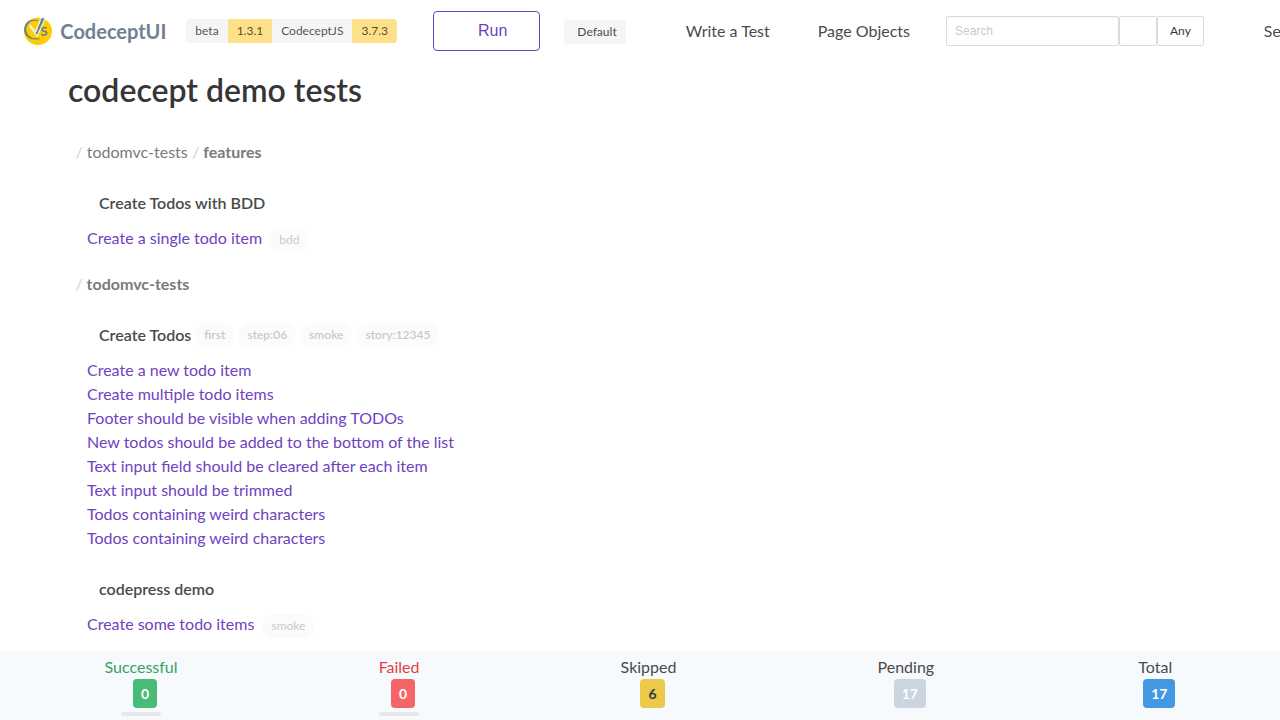 CodeceptUI beta 1.3.1 CodeceptJS 3.7.3 Run Default Write a Test Page Objects Search Any Se
codecept demo tests
/ todomvc-tests / features
Create Todos with BDD
Create a single todo item bdd
/ todomvc-tests
Create Todos first step:06 smoke story:12345
Create a new todo item
Create multiple todo items
Footer should be visible when adding TODOs
New todos should be added to the bottom of the list
Text input field should be cleared after each item
Text input should be trimmed
Todos containing weird characters
Todos containing weird characters
codepress demo
Create some todo items smoke
Successful Failed Skipped Pending Total
0 0 6 17 17